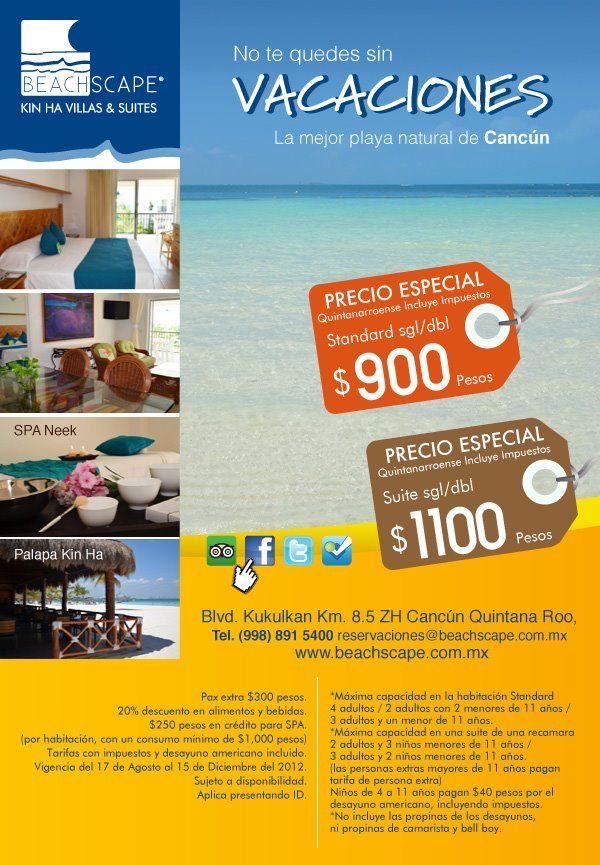 BEACHSCAPE®
KIN HA VILLAS & SUITES
No te quedes sin
VACACIONES
La mejor playa natural de Cancún
PRECIO ESPECIAL
Quintanarroense Incluye Impuestos
Standard sgl/dbl
$ 900 Pesos
PRECIO ESPECIAL
Quintanarroense Incluye Impuestos
Suite sgl/dbl
$ 1100 Pesos
SPA Neek
Palapa Kin Ha
Blvd. Kukulkan Km. 8.5 ZH Cancún Quintana Roo,
Tel. (998) 891 5400 reservaciones@beachscape.com.mx
www.beachscape.com.mx
Pax extra $300 pesos.
20% descuento en alimentos y bebidas.
$250 pesos en crédito para SPA.
(por habitación, con un consumo mínimo de $1,000 pesos)
Tarifas con impuestos y desayuno americano incluido.
Vigencia del 17 de Agosto al 15 de Diciembre del 2012.
Sujeto a disponibilidad.
Aplica presentando ID.
*Máxima capacidad en la habitación Standard
4 adultos / 2 adultos con 2 menores de 11 años /
3 adultos y un menor de 11 años.
*Máxima capacidad en una suite de una recamara
2 adultos y 3 niños menores de 11 años /
3 adultos y 2 niños menores de 11 años.
(las personas extras mayores de 11 años pagan
tarifa de persona extra)
Niños de 4 a 11 años pagan $40 pesos por el
desayuno americano, incluyendo impuestos.
*No incluye las propinas de los desayunos,
ni propinas de camarista y bell boy.